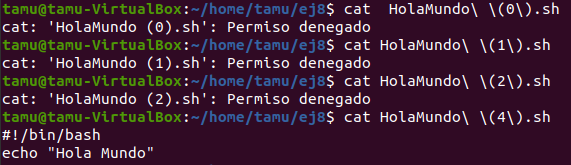 tamu@tamu-VirtualBox:~/home/tamu/ej8$ cat  HolaMundo\ \(0\).sh
cat: 'HolaMundo (0).sh': Permiso denegado
tamu@tamu-VirtualBox:~/home/tamu/ej8$ cat HolaMundo\ \(1\).sh
cat: 'HolaMundo (1).sh': Permiso denegado
tamu@tamu-VirtualBox:~/home/tamu/ej8$ cat HolaMundo\ \(2\).sh
cat: 'HolaMundo (2).sh': Permiso denegado
tamu@tamu-VirtualBox:~/home/tamu/ej8$ cat HolaMundo\ \(4\).sh
#!/bin/bash
echo "Hola Mundo"